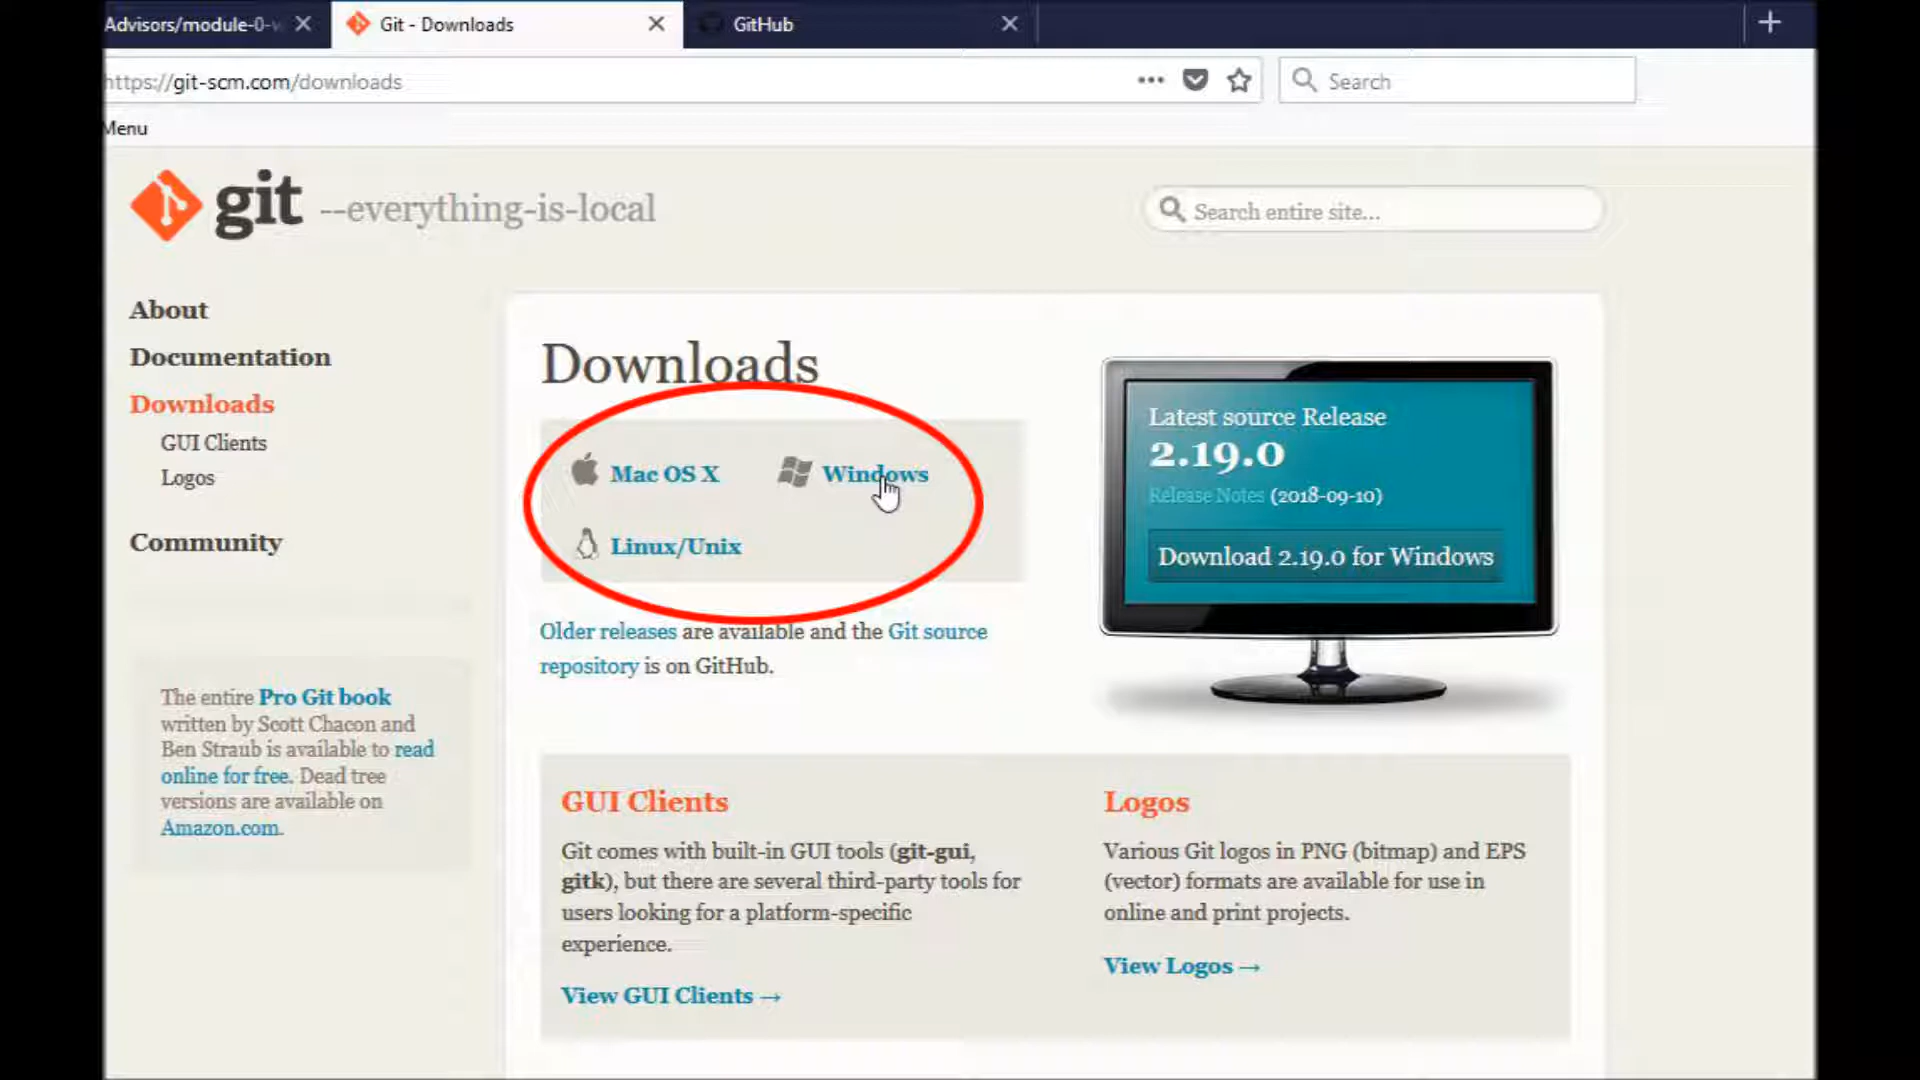 Advisors/module-0-
Git - Downloads
GitHub
https://git-scm.com/downloads
Search
Menu
git --everything-is-local
Search entire site...
About
Documentation
Downloads
GUI Clients
Logos
Community
The entire Pro Git book
written by Scott Chacon and
Ben Straub is available to read
online for free. Dead tree
versions are available on
Amazon.com.
Downloads
Mac OS X
Windows
Linux/Unix
Older releases are available and the Git source
repository is on GitHub.
Latest source Release
2.19.0
Release Notes (2018-09-10)
Download 2.19.0 for Windows
GUI Clients
Git comes with built-in GUI tools (git-gui,
gitk), but there are several third-party tools for
users looking for a platform-specific
experience.
View GUI Clients →
Logos
Various Git logos in PNG (bitmap) and EPS
(vector) formats are available for use in
online and print projects.
View Logos →